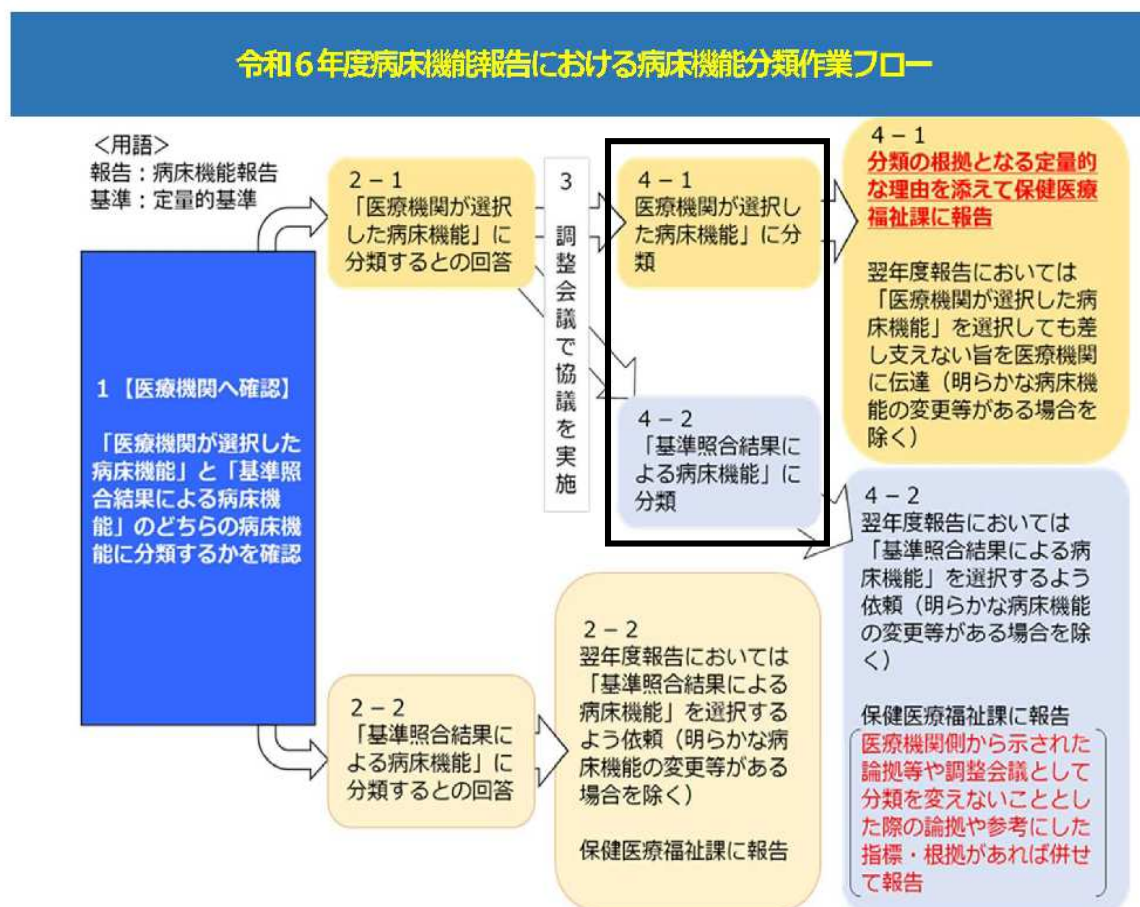 令和６年度病床機能報告における病床機能分類作業フロー
＜用語＞
報告：病床機能報告
基準：定量的基準
1 【医療機関へ確認】
「医療機関が選択した
病床機能」と「基準照
合結果による病床機
能」のどちらの病床機
能に分類するかを確認
２－１
「医療機関が選択
した病床機能」に
分類するとの回答
３
調整会議で協議を実施
４－１
医療機関が選択し
た病床機能」に分
類
４－１
分類の根拠となる定量的
な理由を添えて保健医療
福祉課に報告
翌年度報告においては
「医療機関が選択した病
床機能」を選択しても差
し支えない旨を医療機関
に伝達（明らかな病床機
能の変更等がある場合を
除く）
４－２
「基準照合結果に
よる病床機能」に
分類
４－２
翌年度報告においては
「基準照合結果による病
床機能」を選択するよう
依頼（明らかな病床機能
の変更等がある場合を除
く）
保健医療福祉課に報告
医療機関側から示された
論拠等や調整会議として
分類を変えないこととし
た際の論拠や参考にした
指標・根拠があれば併せ
て報告
２－２
「基準照合結果に
よる病床機能」に
分類するとの回答
２－２
翌年度報告においては
「基準照合結果による
病床機能」を選択する
よう依頼（明らかな病
床機能の変更等がある
場合を除く）
保健医療福祉課に報告